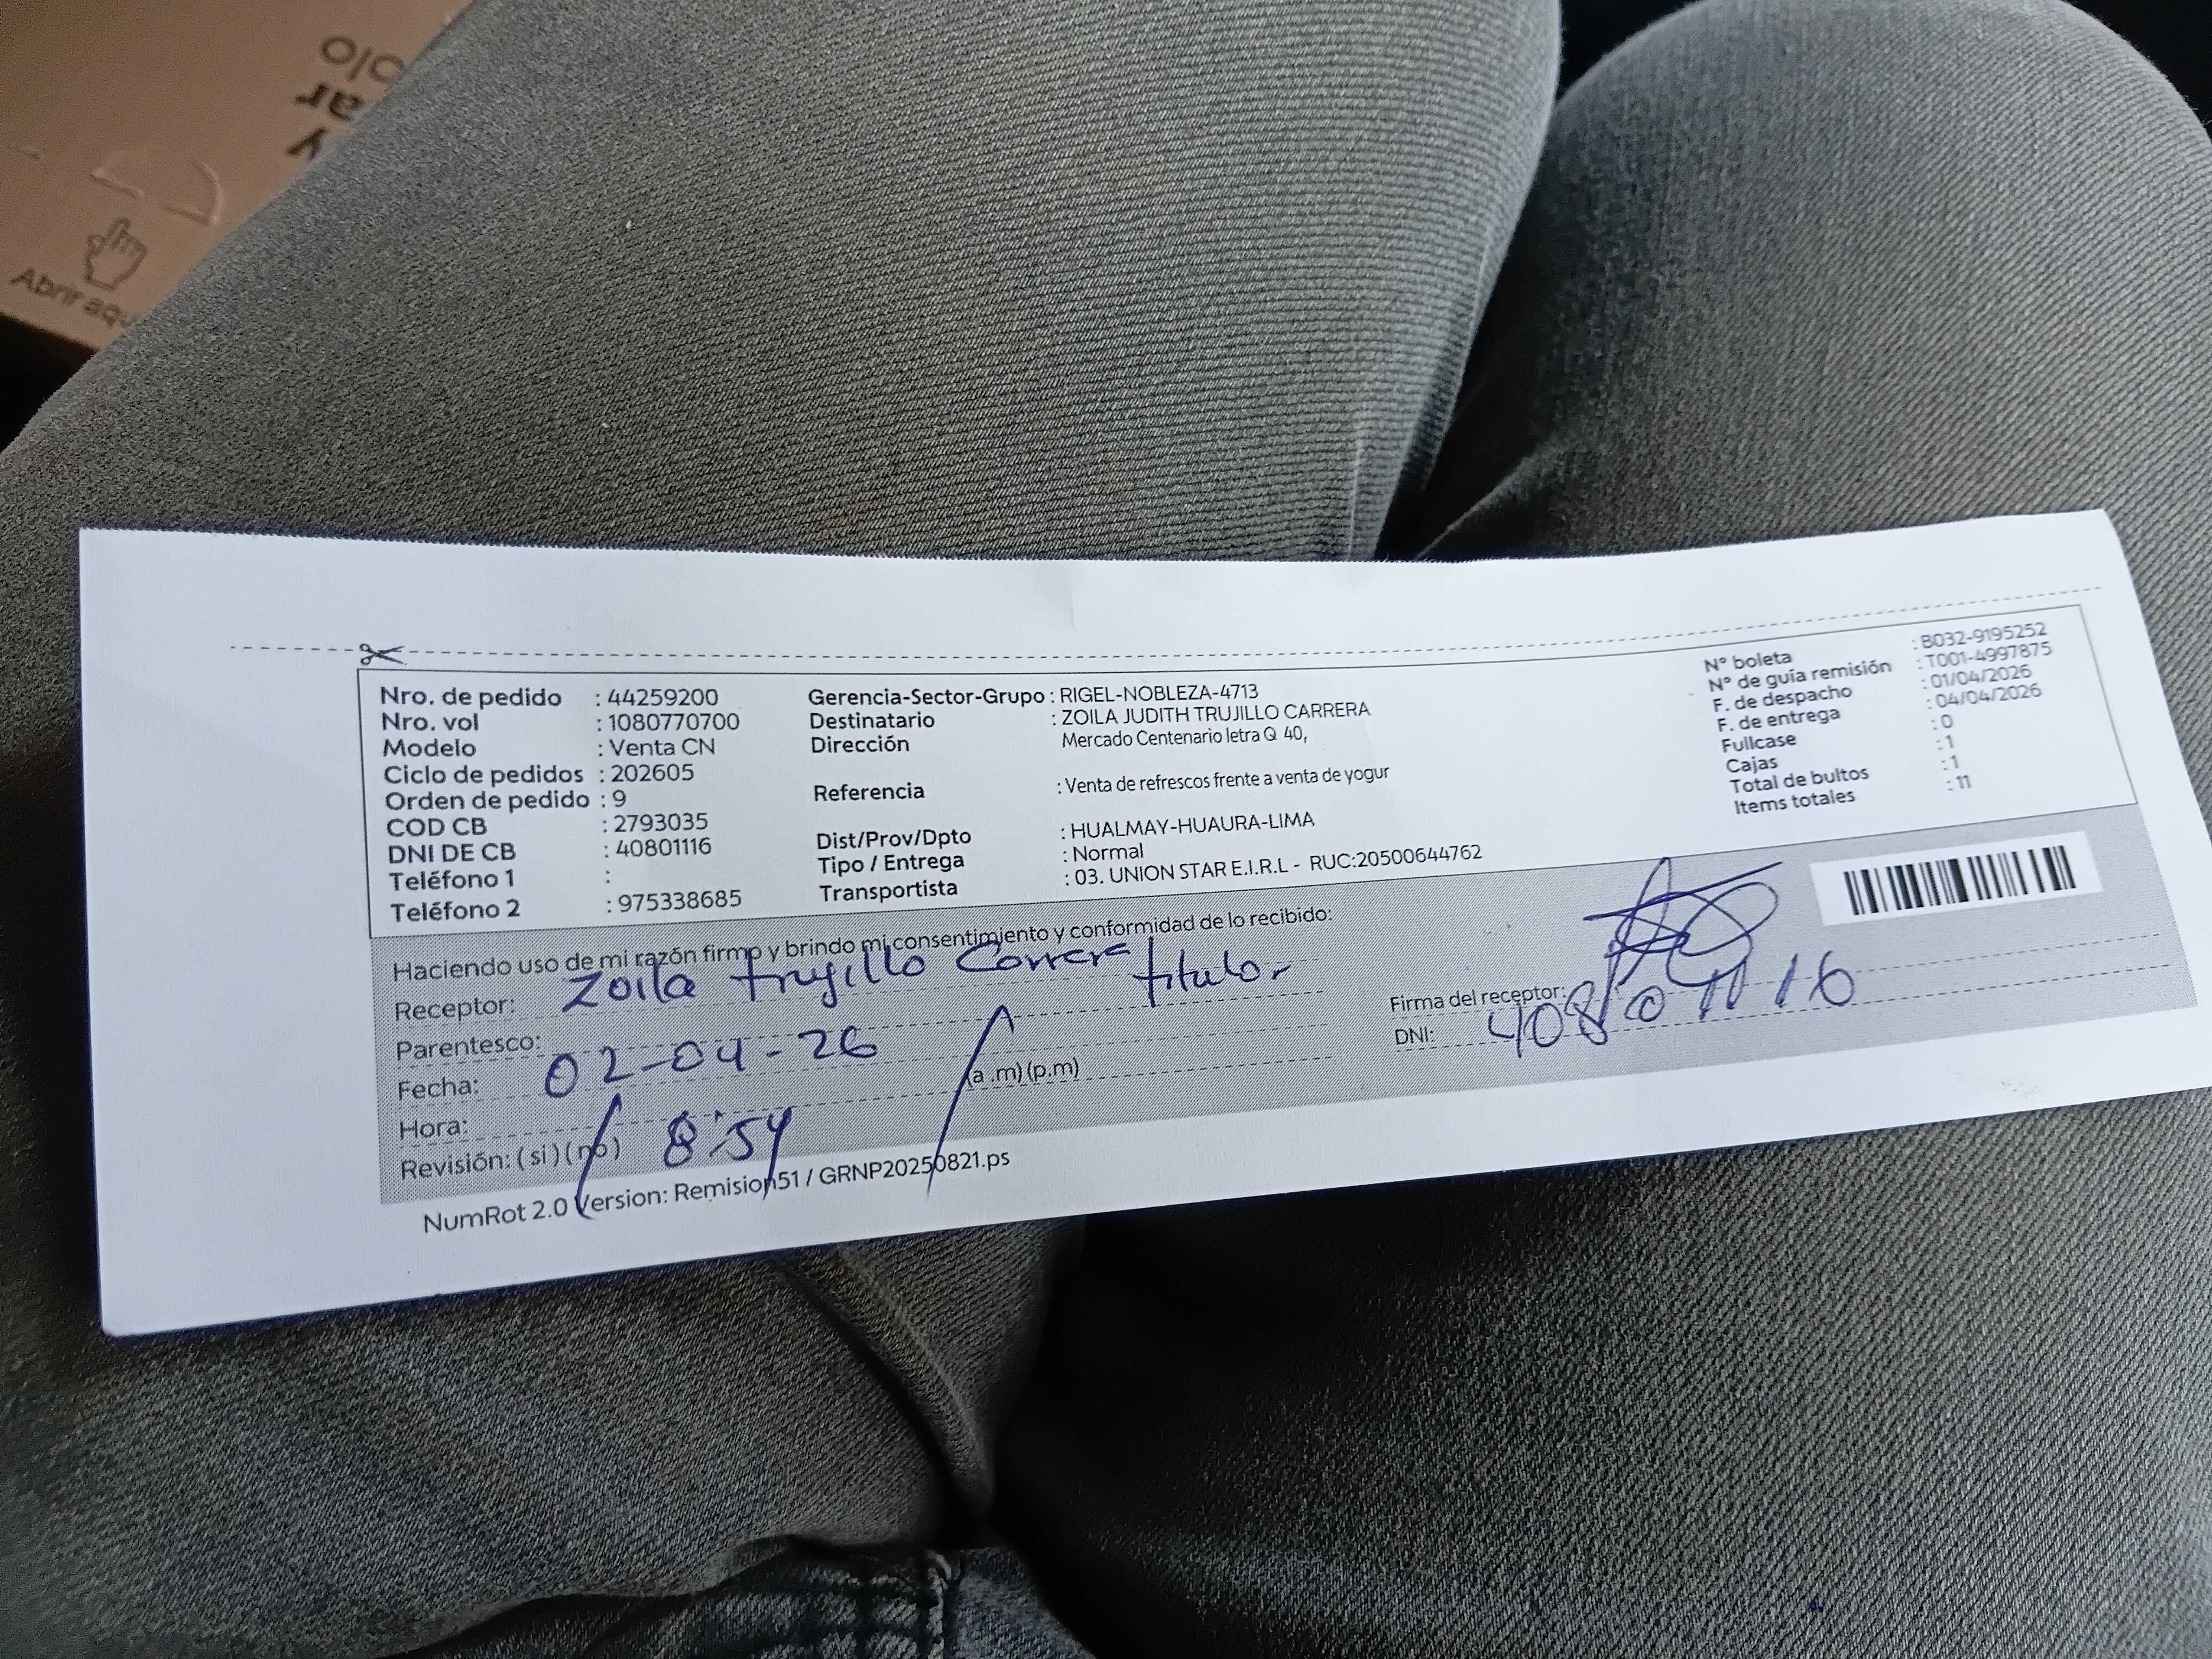 Abrir aqu
Nro. de pedido : 44259200
Nro. vol : 1080770700
Modelo : Venta CN
Ciclo de pedidos : 202605
Orden de pedido : 9
COD CB : 2793035
DNI DE CB : 40801116
Teléfono 1 :
Teléfono 2 : 975338685
Gerencia-Sector-Grupo : RIGEL-NOBLEZA-4713
Destinatario : ZOILA JUDITH TRUJILLO CARRERA
Dirección Mercado Centenario letra Q 40,
Referencia : Venta de refrescos frente a venta de yogur
Dist/Prov/Dpto : HUALMAY-HUAURA-LIMA
Tipo / Entrega : Normal
Transportista : 03. UNION STAR E.I.R.L - RUC:20500644762
N° boleta : B032-9195252
N° de guía remisión : T001-4997875
F. de despacho : 01/04/2026
F. de entrega : 04/04/2026
Fullcase : 0
Cajas : 1
Total de bultos : 1
Items totales : 11
Haciendo uso de mi razón firmo y brindo mi consentimiento y conformidad de lo recibido:
Receptor: Zoila Trujillo Carrera
Parentesco: titular
Fecha: 02-04-26
Hora: 8:54 (a .m) (p.m)
Revisión: ( si ) ( no )
Firma del receptor:
DNI: 40801116
NumRot 2.0 Version: Remision51 / GRNP20250821.ps